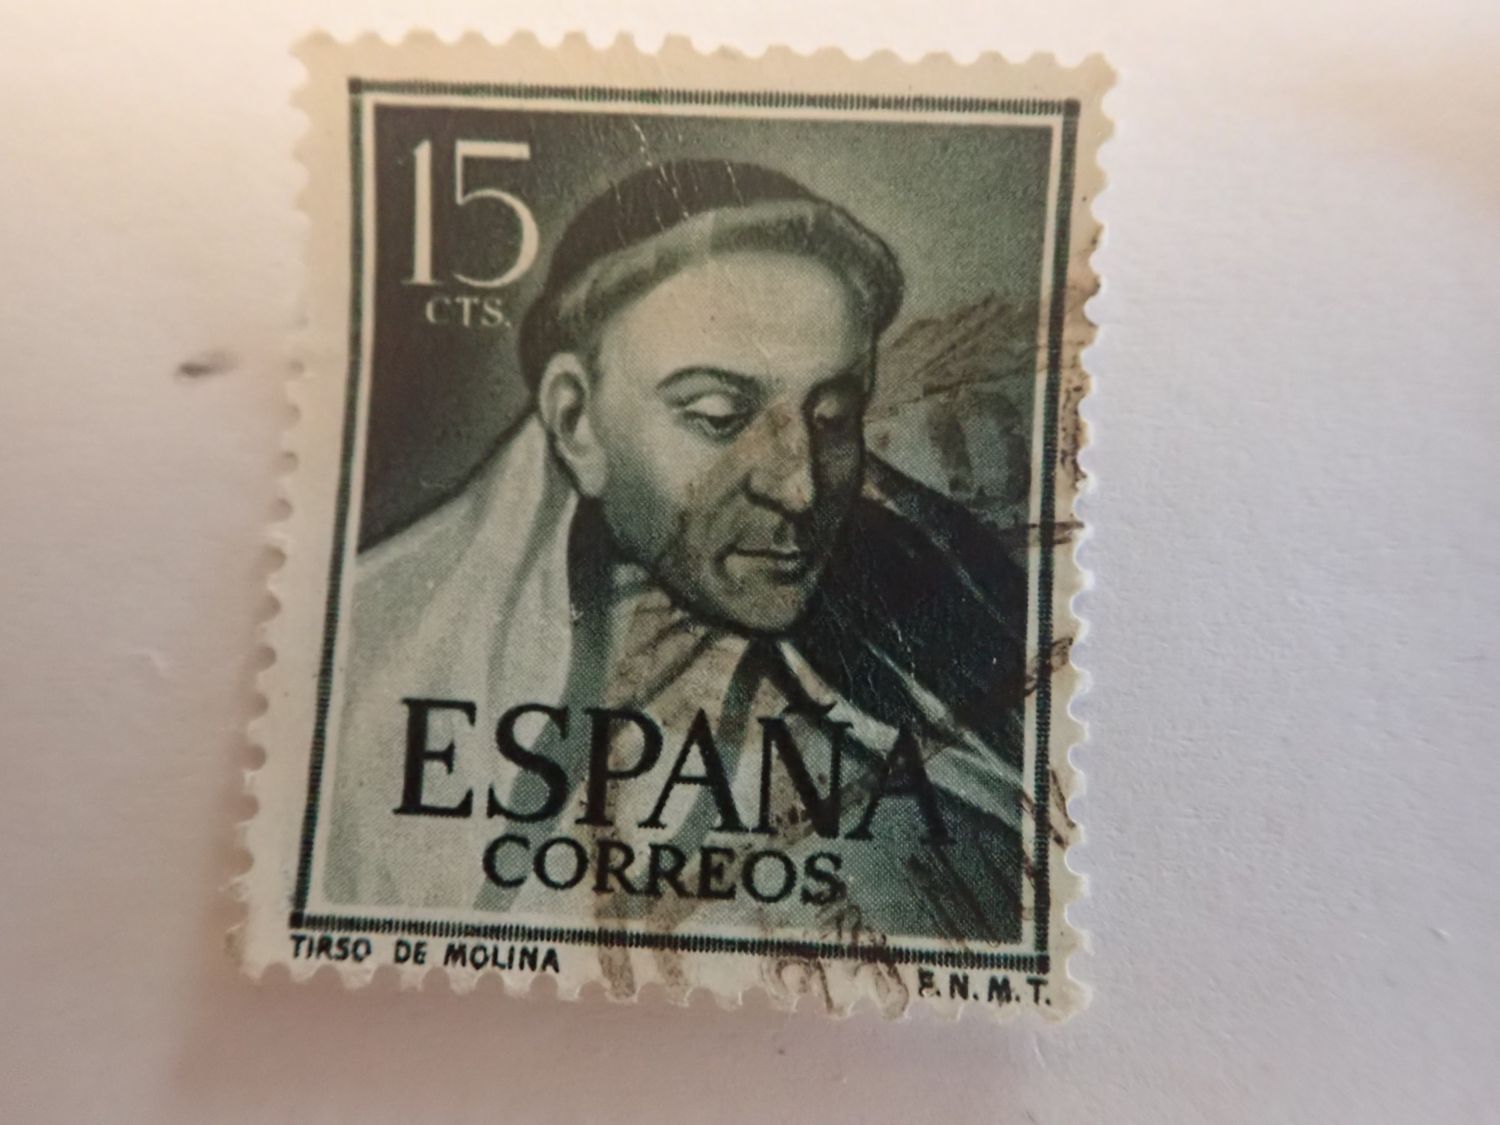 15
CTS.
ESPAÑA
CORREOS
TIRSO DE MOLINA
F.N.M.T.